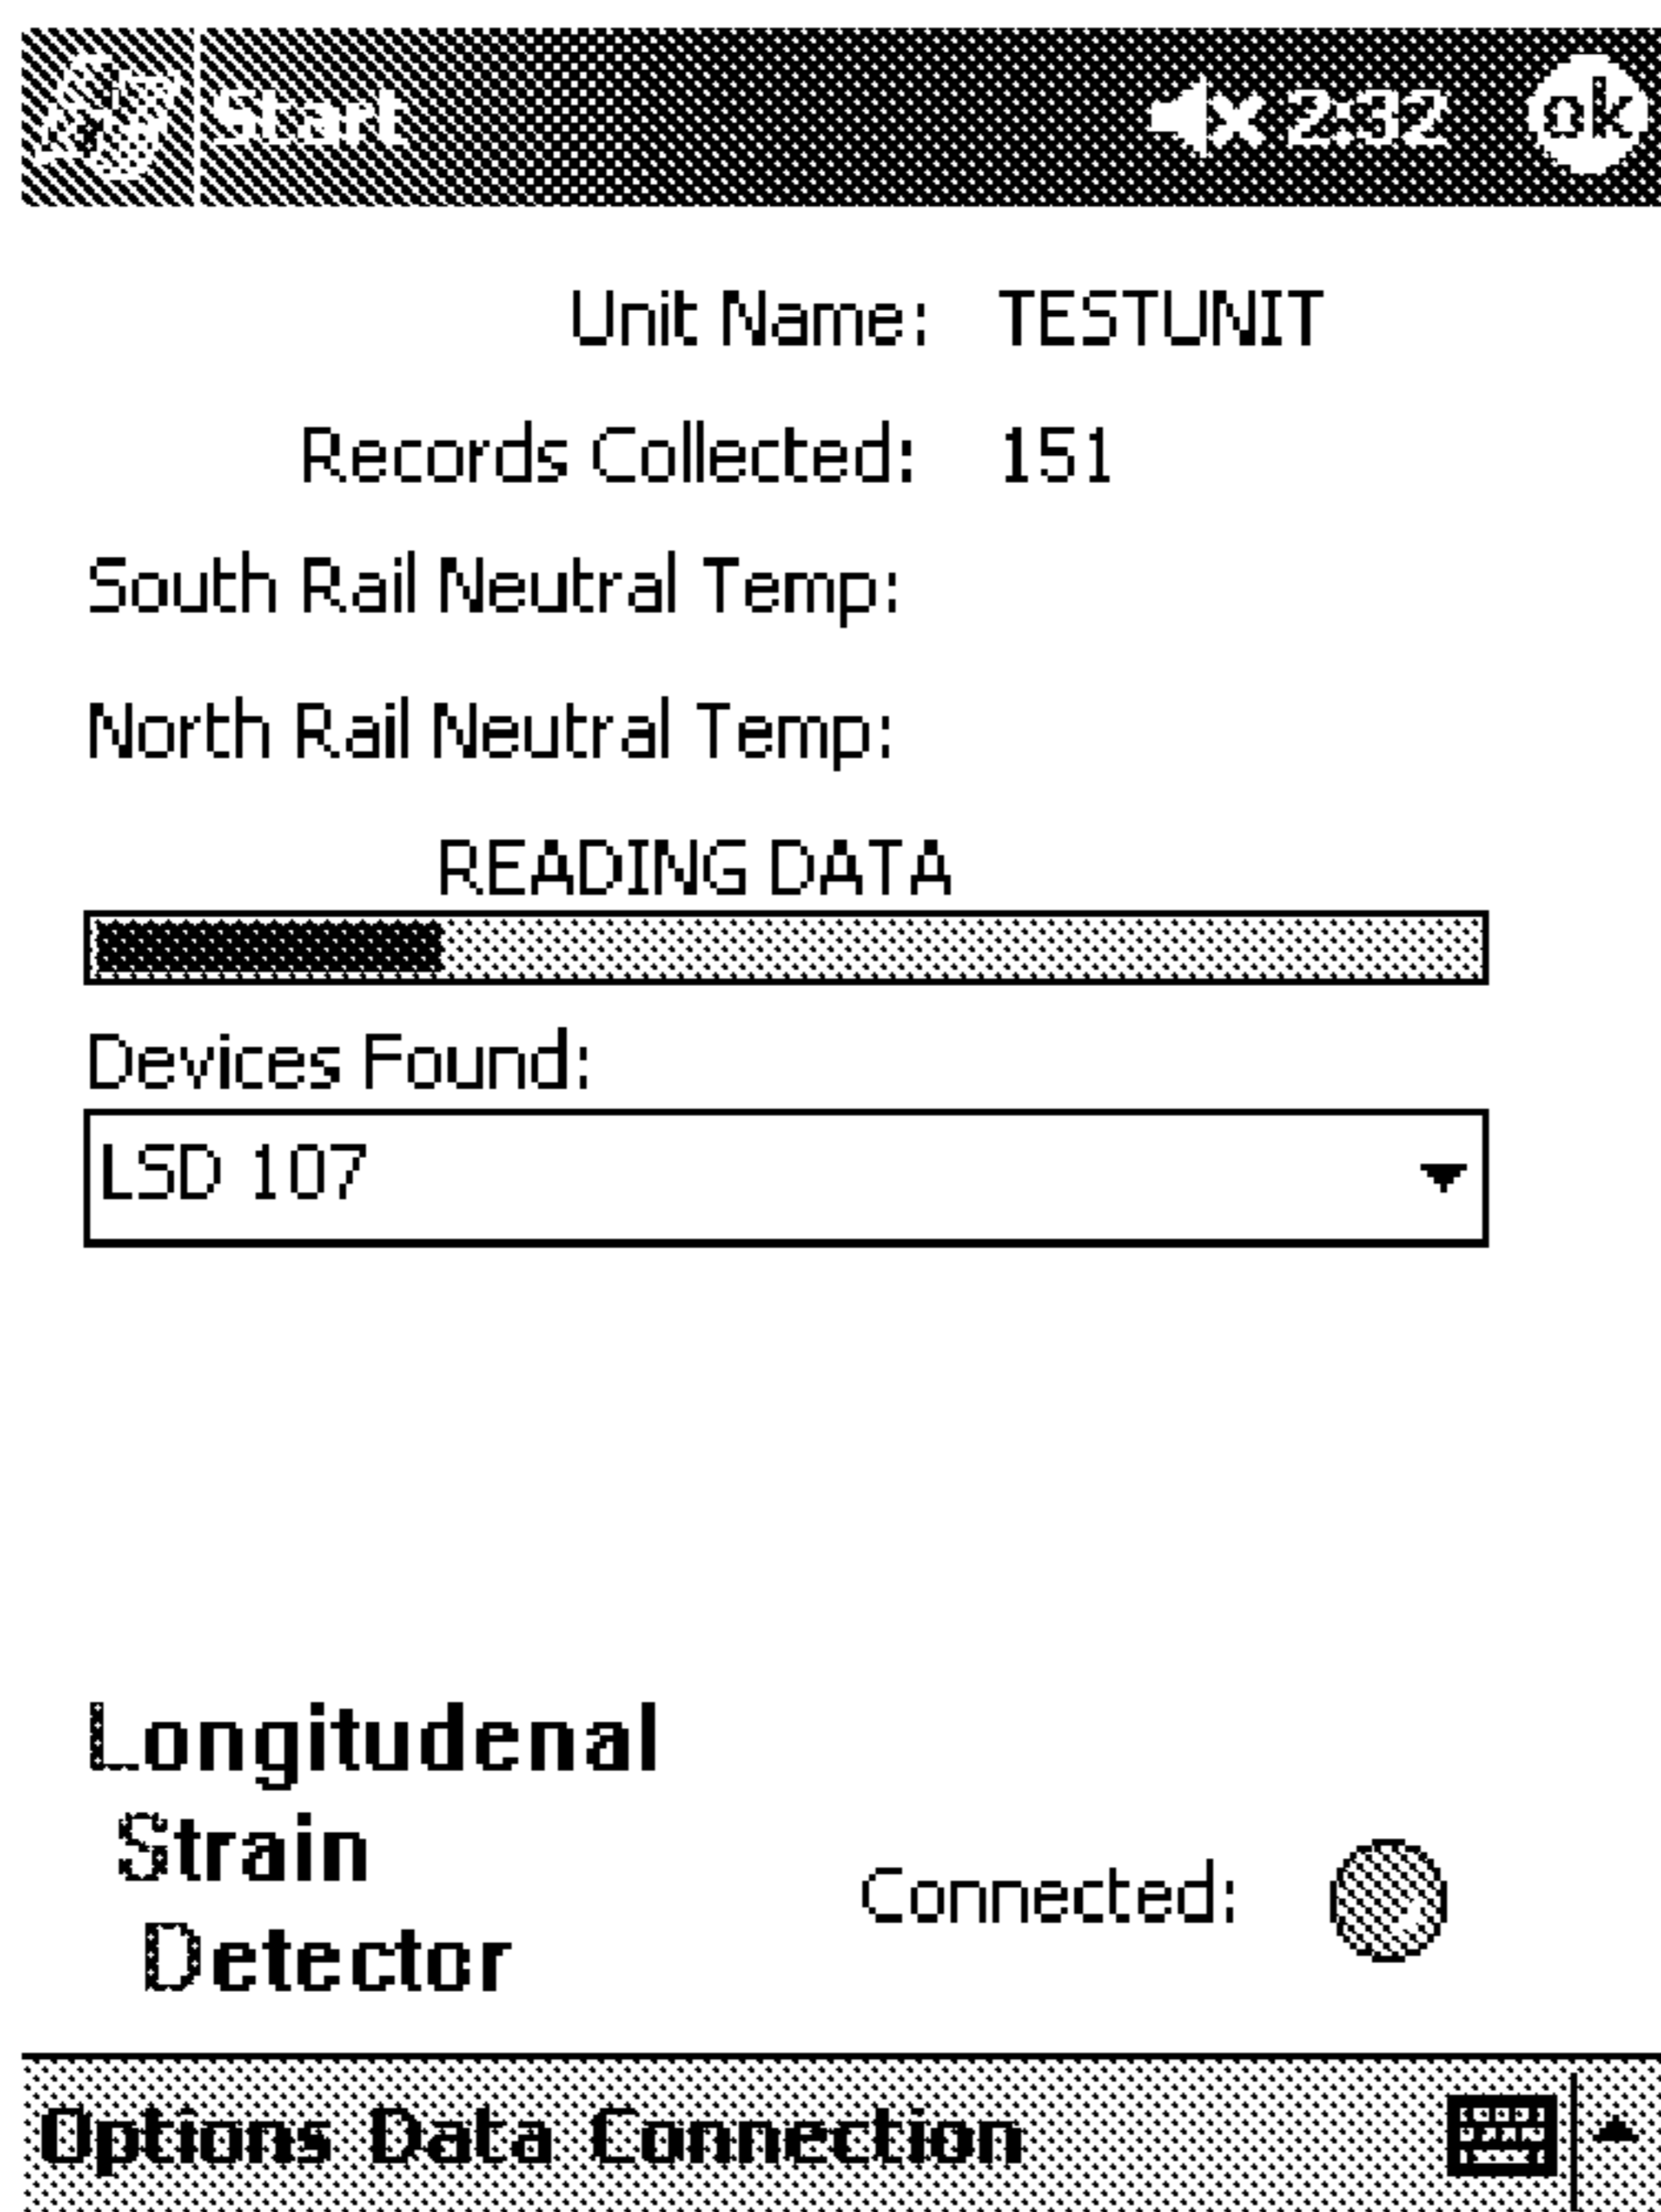 Start 2:32 ok
Unit Name: TESTUNIT
Records Collected: 151
South Rail Neutral Temp:
North Rail Neutral Temp:
READING DATA
Devices Found:
LSD 107
Longitudenal
Strain
Detector
Connected:
Options Data Connection